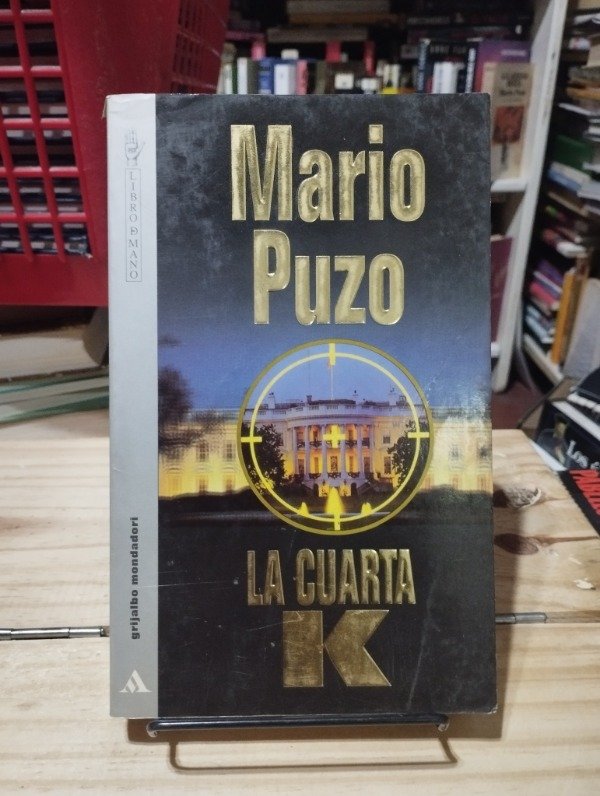 Mario
Puzo
LA CUARTA
K
LIBRO DE MANO
grijalbo mondadori